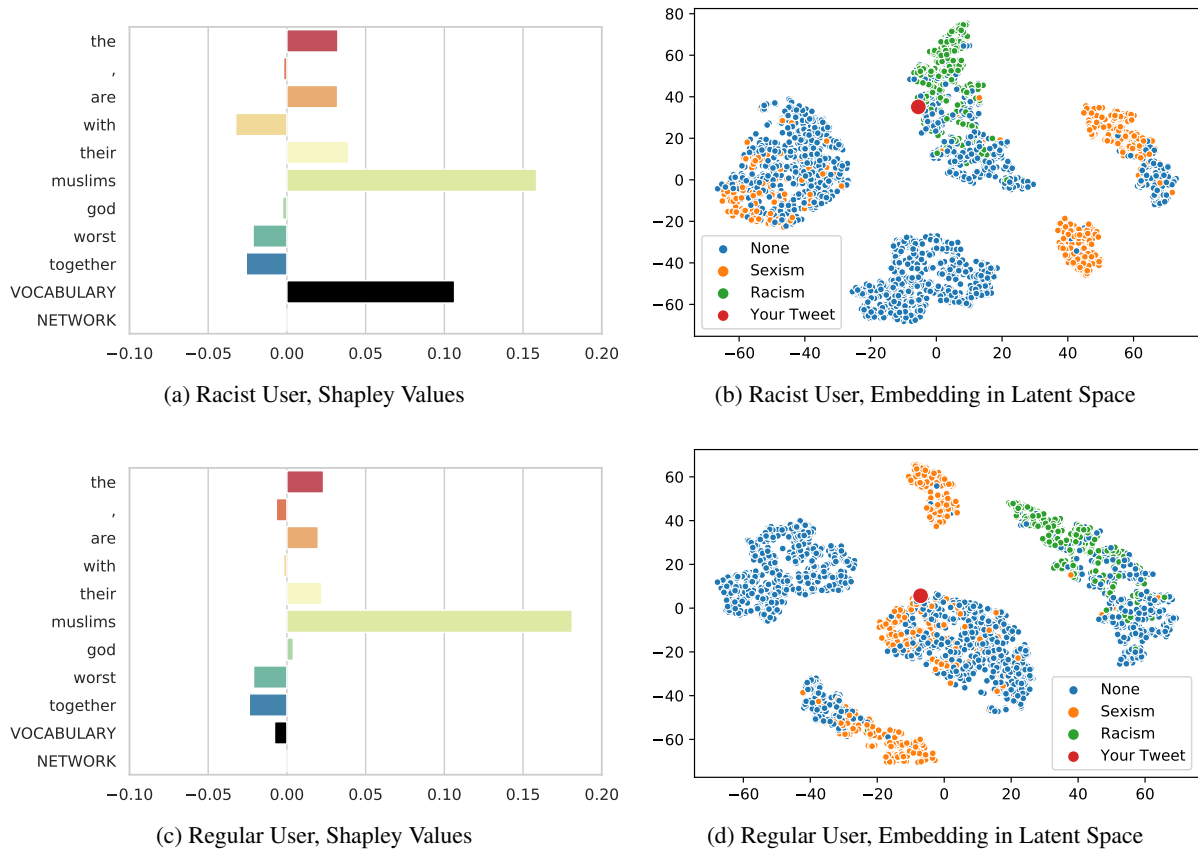 the
,
are
with
their
muslims
god
worst
together
VOCABULARY
NETWORK
−0.10 −0.05 0.00 0.05 0.10 0.15 0.20
(a) Racist User, Shapley Values
80
60
40
20
0
−20
−40
−60
None
Sexism
Racism
Your Tweet
−60 −40 −20 0 20 40 60
(b) Racist User, Embedding in Latent Space
the
,
are
with
their
muslims
god
worst
together
VOCABULARY
NETWORK
−0.10 −0.05 0.00 0.05 0.10 0.15 0.20
(c) Regular User, Shapley Values
60
40
20
0
−20
−40
−60
None
Sexism
Racism
Your Tweet
−60 −40 −20 0 20 40 60
(d) Regular User, Embedding in Latent Space